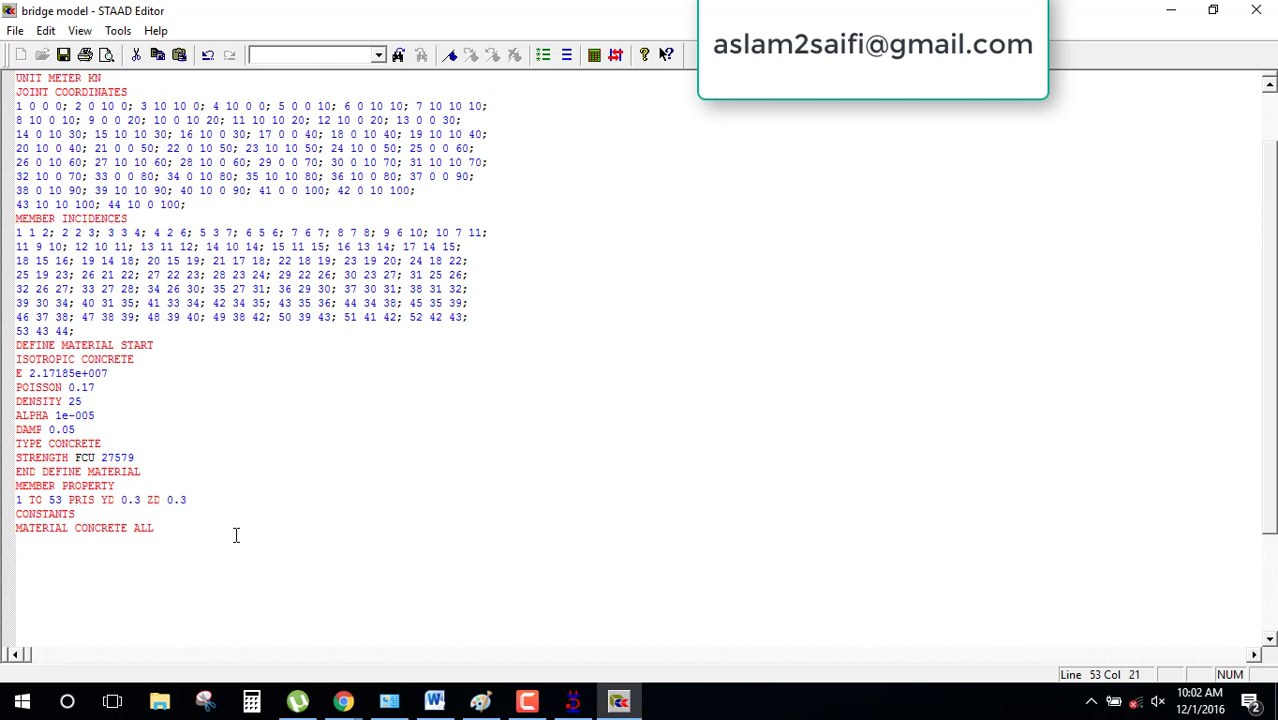 bridge model - STAAD Editor
aslam2saifi@gmail.com
File Edit View Tools Help
UNIT METER KN
JOINT COORDINATES
1 0 0 0; 2 0 10 0; 3 10 10 0; 4 10 0 0; 5 0 0 10; 6 0 10 10; 7 10 10 10;
8 10 0 10; 9 0 0 20; 10 0 10 20; 11 10 10 20; 12 10 0 20; 13 0 0 30;
14 0 10 30; 15 10 10 30; 16 10 0 30; 17 0 0 40; 18 0 10 40; 19 10 10 40;
20 10 0 40; 21 0 0 50; 22 0 10 50; 23 10 10 50; 24 10 0 50; 25 0 0 60;
26 0 10 60; 27 10 10 60; 28 10 0 60; 29 0 0 70; 30 0 10 70; 31 10 10 70;
32 10 0 70; 33 0 0 80; 34 0 10 80; 35 10 10 80; 36 10 0 80; 37 0 0 90;
38 0 10 90; 39 10 10 90; 40 10 0 90; 41 0 0 100; 42 0 10 100;
43 10 10 100; 44 10 0 100;
MEMBER INCIDENCES
1 1 2; 2 2 3; 3 3 4; 4 2 6; 5 3 7; 6 5 6; 7 6 7; 8 7 8; 9 6 10; 10 7 11;
11 9 10; 12 10 11; 13 11 12; 14 10 14; 15 11 15; 16 13 14; 17 14 15;
18 15 16; 19 14 18; 20 15 19; 21 17 18; 22 18 19; 23 19 20; 24 18 22;
25 19 23; 26 21 22; 27 22 23; 28 23 24; 29 22 26; 30 23 27; 31 25 26;
32 26 27; 33 27 28; 34 26 30; 35 27 31; 36 29 30; 37 30 31; 38 31 32;
39 30 34; 40 31 35; 41 33 34; 42 34 35; 43 35 36; 44 34 38; 45 35 39;
46 37 38; 47 38 39; 48 39 40; 49 38 42; 50 39 43; 51 41 42; 52 42 43;
53 43 44;
DEFINE MATERIAL START
ISOTROPIC CONCRETE
E 2.17185e+007
POISSON 0.17
DENSITY 25
ALPHA 1e-005
DAMP 0.05
TYPE CONCRETE
STRENGTH FCU 27579
END DEFINE MATERIAL
MEMBER PROPERTY
1 TO 53 PRIS YD 0.3 ZD 0.3
CONSTANTS
MATERIAL CONCRETE ALL
Line 53 Col 21 NUM
10:02 AM
12/1/2016